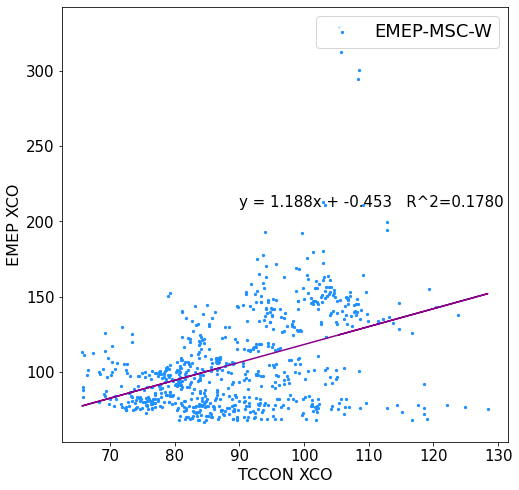 EMEP-MSC-W
300
250
y = 1.188x + -0.453 R^2=0.1780
200
150
100
EMEP XCO
70 80 90 100 110 120 130
TCCON XCO